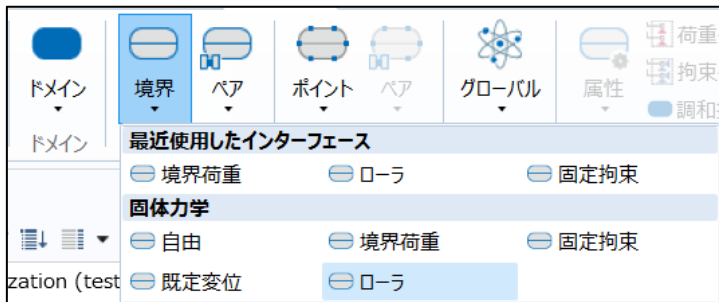 ドメイン 境界 ペア ポイント ペア グローバル 属性 荷重
拘束
調和
ドメイン
最近使用したインターフェース
境界荷重 ローラ 固定拘束
固体力学
自由 境界荷重 固定拘束
既定変位 ローラ
zation (test